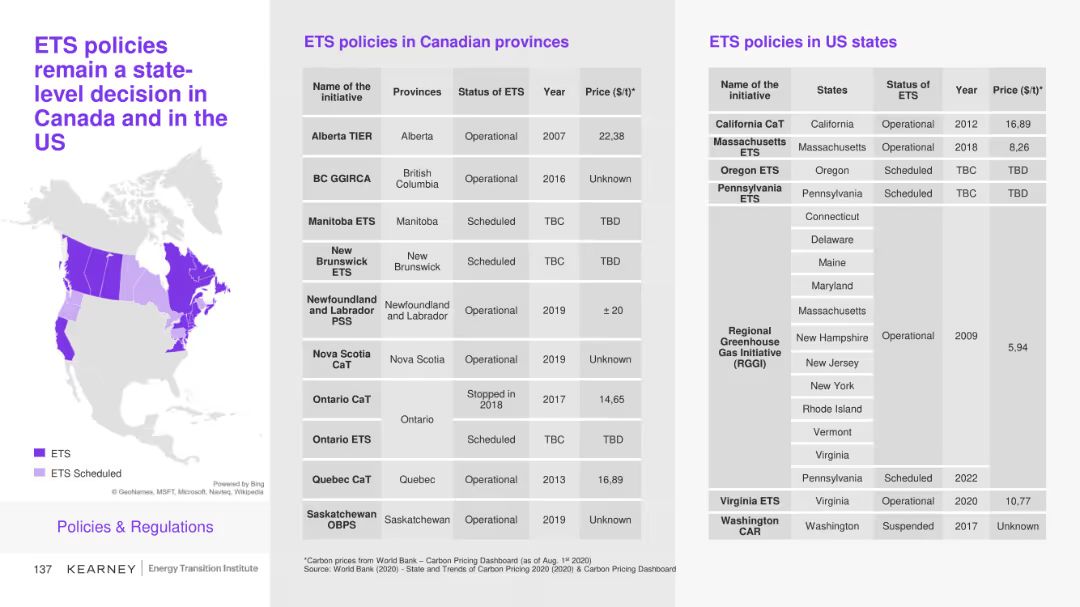 ETS policies
remain a state-
level decision in
Canada and in the
US
ETS
ETS Scheduled
Powered by Bing
© GeoNames, MSFT, Microsoft, Navteq, Wikipedia
Policies & Regulations
137 KEARNEY Energy Transition Institute
ETS policies in Canadian provinces
Name of the initiative Provinces Status of ETS Year Price ($/t)*
Alberta TIER Alberta Operational 2007 22,38
BC GGIRCA British Columbia Operational 2016 Unknown
Manitoba ETS Manitoba Scheduled TBC TBD
New Brunswick ETS New Brunswick Scheduled TBC TBD
Newfoundland and Labrador PSS Newfoundland and Labrador Operational 2019 ± 20
Nova Scotia CaT Nova Scotia Operational 2019 Unknown
Ontario CaT Ontario Stopped in 2018 2017 14,65
Ontario ETS Scheduled TBC TBD
Quebec CaT Quebec Operational 2013 16,89
Saskatchewan OBPS Saskatchewan Operational 2019 Unknown
*Carbon prices from World Bank – Carbon Pricing Dashboard (as of Aug. 1st 2020)
Source: World Bank (2020) - State and Trends of Carbon Pricing 2020 (2020) & Carbon Pricing Dashboard
ETS policies in US states
Name of the initiative States Status of ETS Year Price ($/t)*
California CaT California Operational 2012 16,89
Massachusetts ETS Massachusetts Operational 2018 8,26
Oregon ETS Oregon Scheduled TBC TBD
Pennsylvania ETS Pennsylvania Scheduled TBC TBD
Regional Greenhouse Gas Initiative (RGGI) Connecticut Operational 2009 5,94
Delaware
Maine
Maryland
Massachusetts
New Hampshire
New Jersey
New York
Rhode Island
Vermont
Virginia
Pennsylvania Scheduled 2022
Virginia ETS Virginia Operational 2020 10,77
Washington CAR Washington Suspended 2017 Unknown